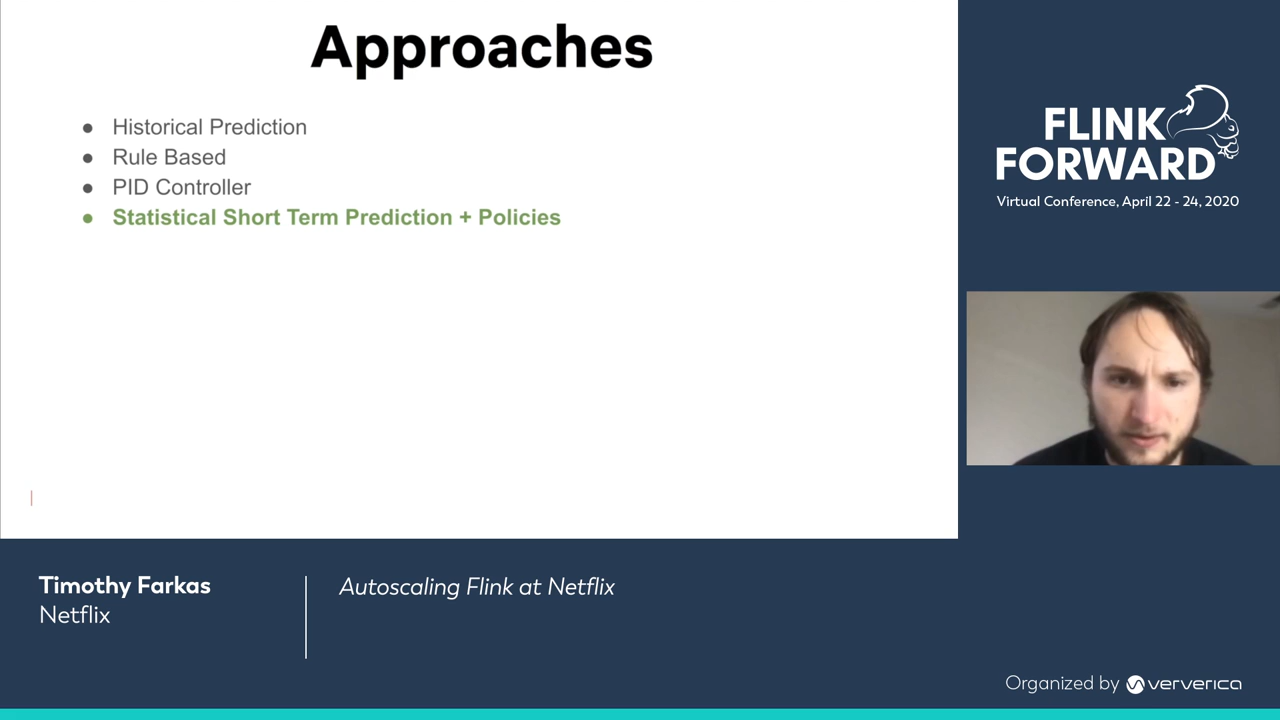 Approaches
● Historical Prediction
● Rule Based
● PID Controller
● Statistical Short Term Prediction + Policies
FLINK
FORWARD
Virtual Conference, April 22 - 24, 2020
Timothy Farkas
Netflix
Autoscaling Flink at Netflix
Organized by ververica